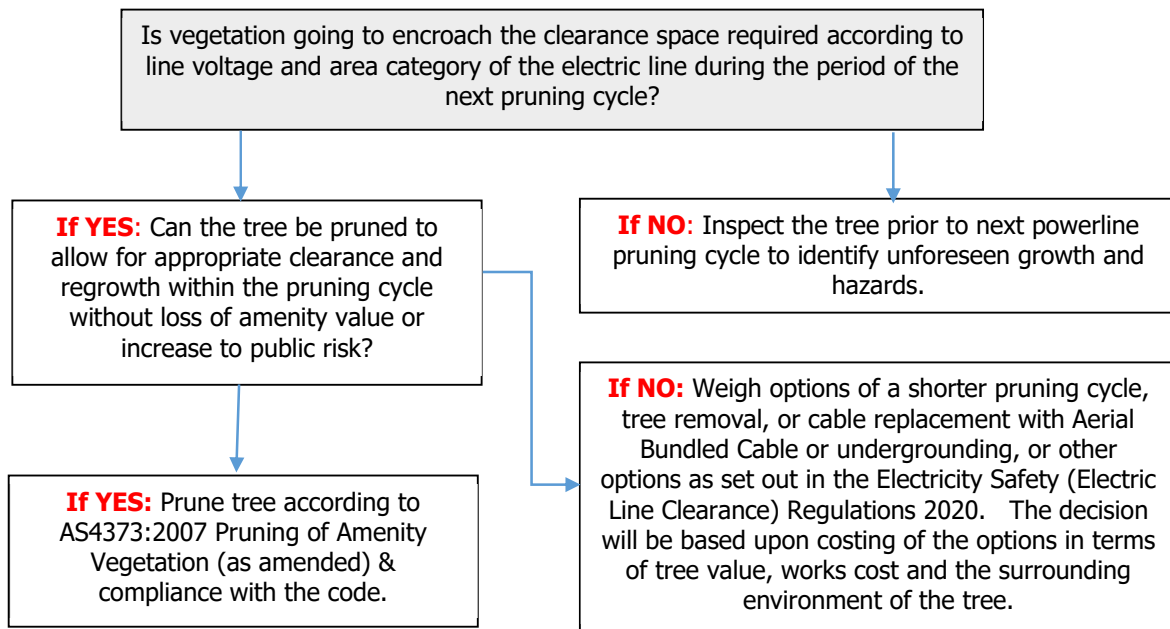 Is vegetation going to encroach the clearance space required according to
line voltage and area category of the electric line during the period of the
next pruning cycle?
If YES: Can the tree be pruned to
allow for appropriate clearance and
regrowth within the pruning cycle
without loss of amenity value or
increase to public risk?
If NO: Inspect the tree prior to next powerline
pruning cycle to identify unforeseen growth and
hazards.
If YES: Prune tree according to
AS4373:2007 Pruning of Amenity
Vegetation (as amended) &
compliance with the code.
If NO: Weigh options of a shorter pruning cycle,
tree removal, or cable replacement with Aerial
Bundled Cable or undergrounding, or other
options as set out in the Electricity Safety (Electric
Line Clearance) Regulations 2020. The decision
will be based upon costing of the options in terms
of tree value, works cost and the surrounding
environment of the tree.